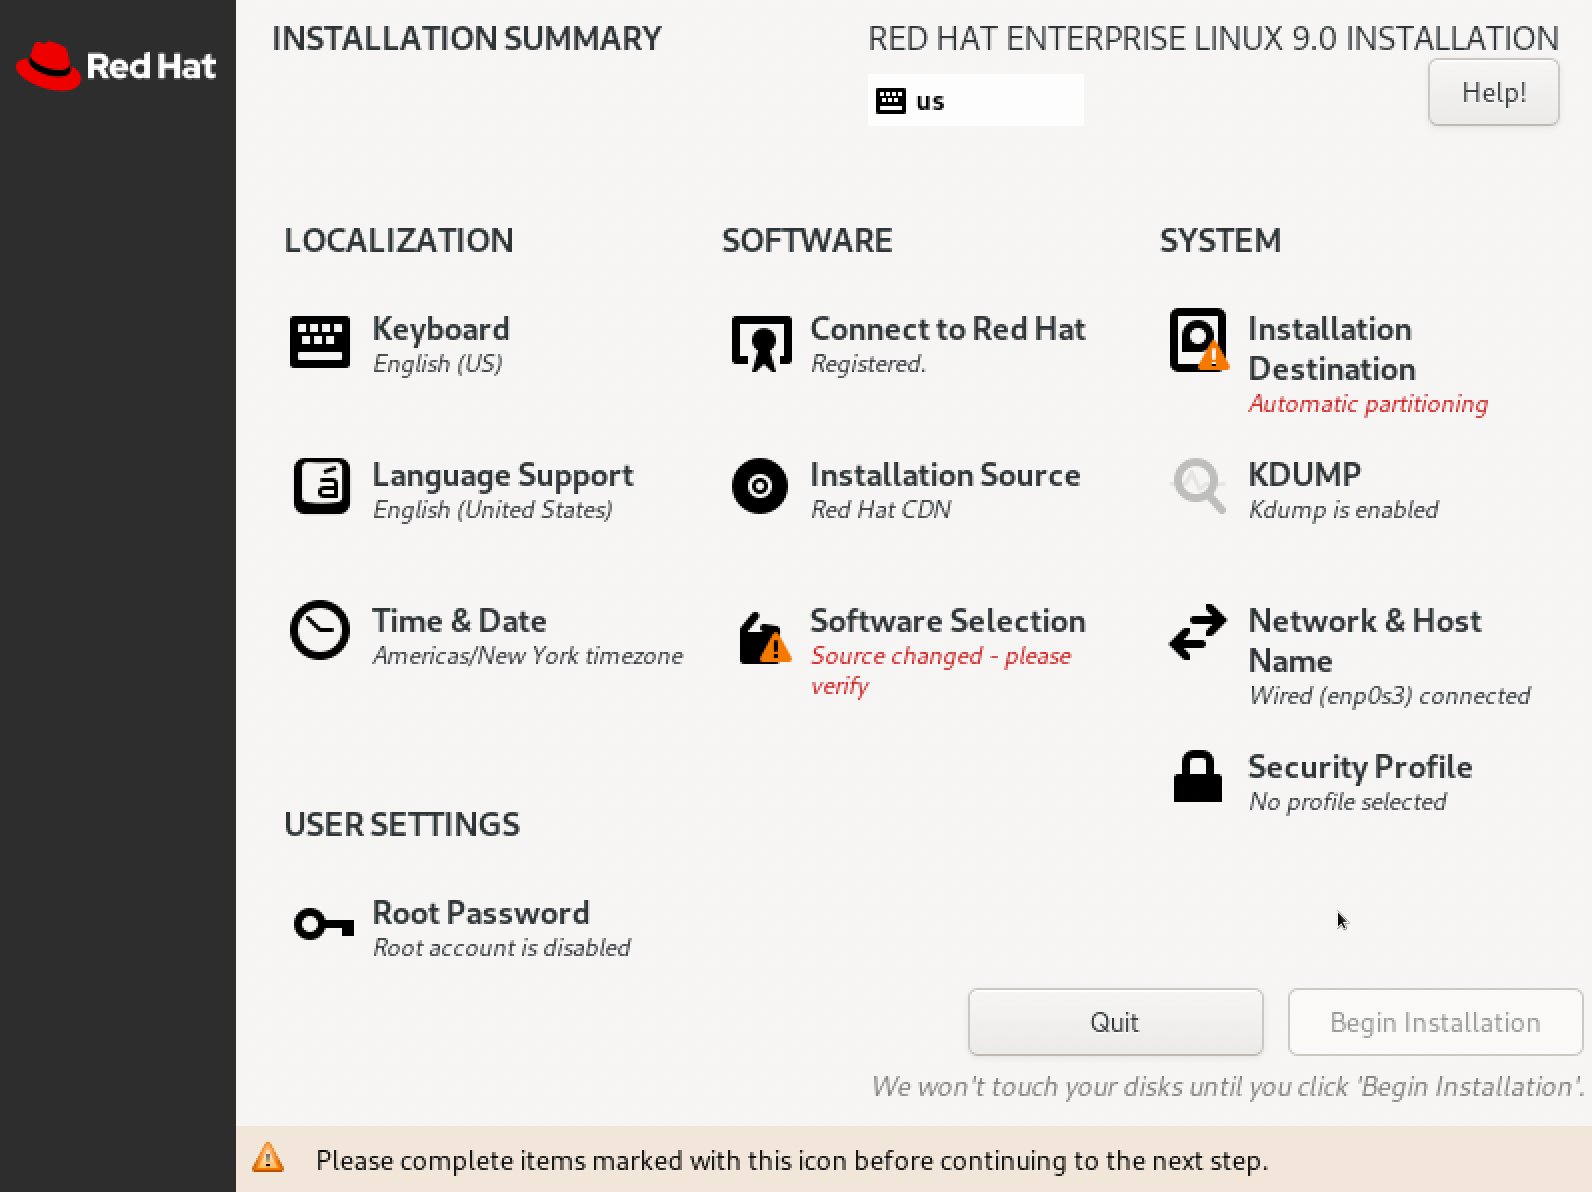 Red Hat
INSTALLATION SUMMARY
RED HAT ENTERPRISE LINUX 9.0 INSTALLATION
us
Help!
LOCALIZATION
Keyboard
English (US)
Language Support
English (United States)
Time & Date
Americas/New York timezone
SOFTWARE
Connect to Red Hat
Registered.
Installation Source
Red Hat CDN
Software Selection
Source changed - please
verify
SYSTEM
Installation
Destination
Automatic partitioning
KDUMP
Kdump is enabled
Network & Host
Name
Wired (enp0s3) connected
Security Profile
No profile selected
USER SETTINGS
Root Password
Root account is disabled
Quit
Begin Installation
We won't touch your disks until you click 'Begin Installation'.
Please complete items marked with this icon before continuing to the next step.